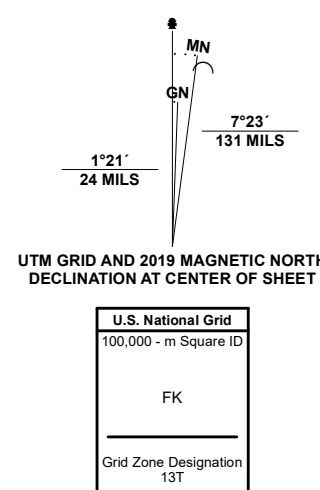 MN
GN
7°23´
131 MILS
1°21´
24 MILS
UTM GRID AND 2019 MAGNETIC NORTH
DECLINATION AT CENTER OF SHEET
U.S. National Grid
100,000 - m Square ID
FK
Grid Zone Designation
13T